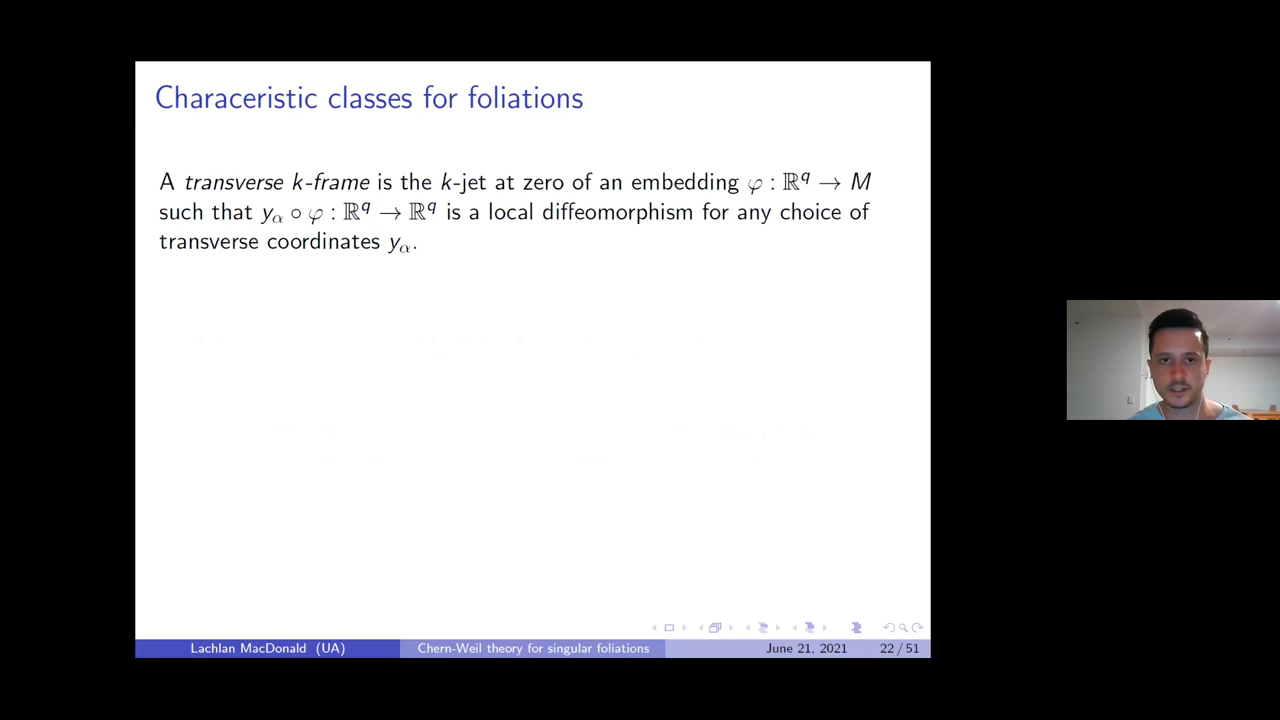 Characeristic classes for foliations
A transverse k-frame is the k-jet at zero of an embedding φ : ℝ^q → M
such that y_α ∘ φ : ℝ^q → ℝ^q is a local diffeomorphism for any choice of
transverse coordinates y_α.
Lachlan MacDonald (UA) Chern-Weil theory for singular foliations June 21, 2021 22 / 51